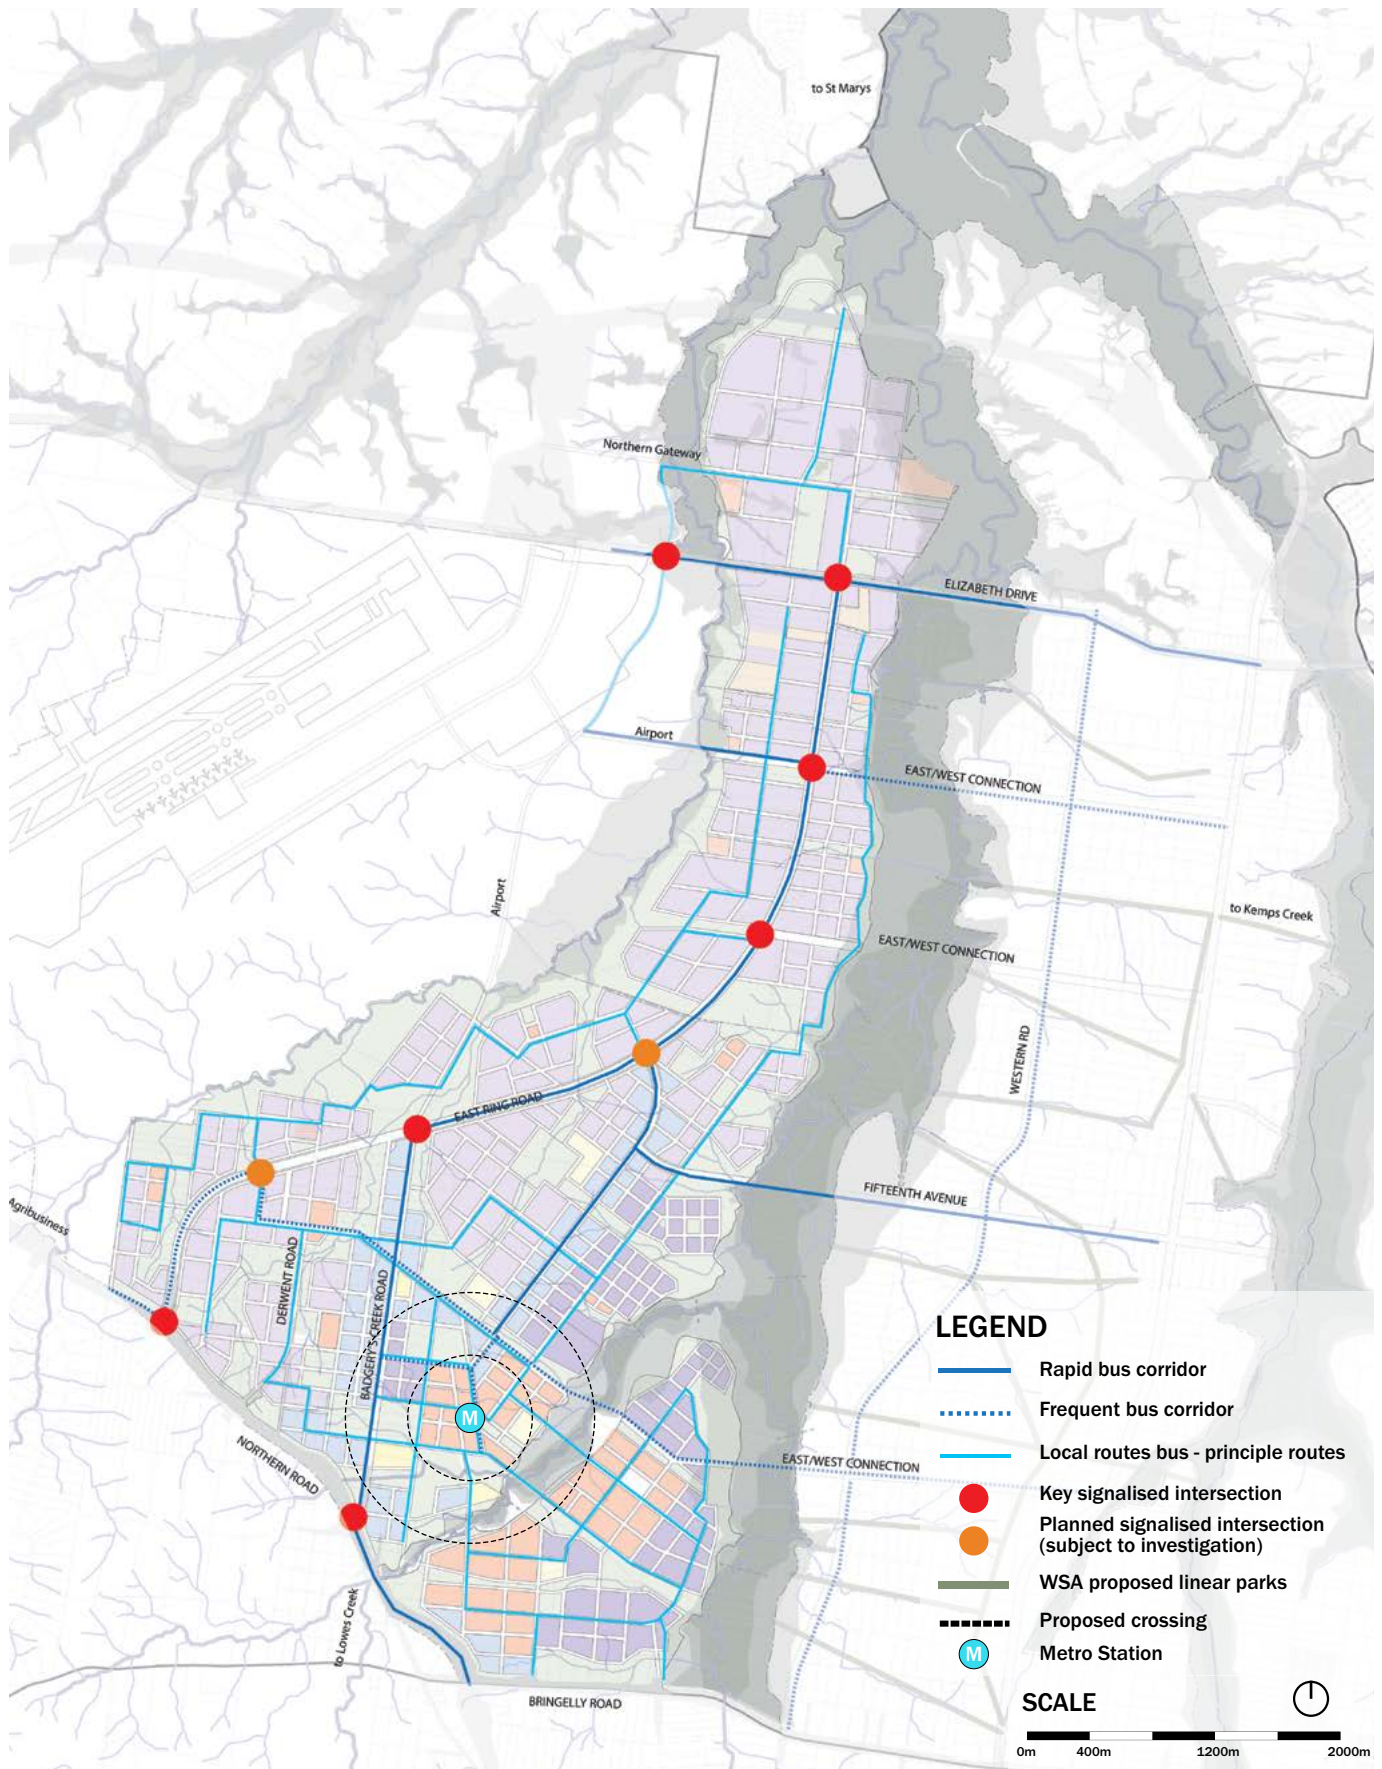 to St Marys
Northern Gateway
ELIZABETH DRIVE
Airport
EAST/WEST CONNECTION
Airport
to Kemps Creek
EAST/WEST CONNECTION
WESTERN RD
EAST RING ROAD
FIFTEENTH AVENUE
Agribusiness
DERWENT ROAD
BADGERY'S CREEK ROAD
M
NORTHERN ROAD
EAST/WEST CONNECTION
to Lowes Creek
BRINGELLY ROAD
LEGEND
Rapid bus corridor
Frequent bus corridor
Local routes bus - principle routes
Key signalised intersection
Planned signalised intersection
(subject to investigation)
WSA proposed linear parks
Proposed crossing
M Metro Station
SCALE
0m 400m 1200m 2000m